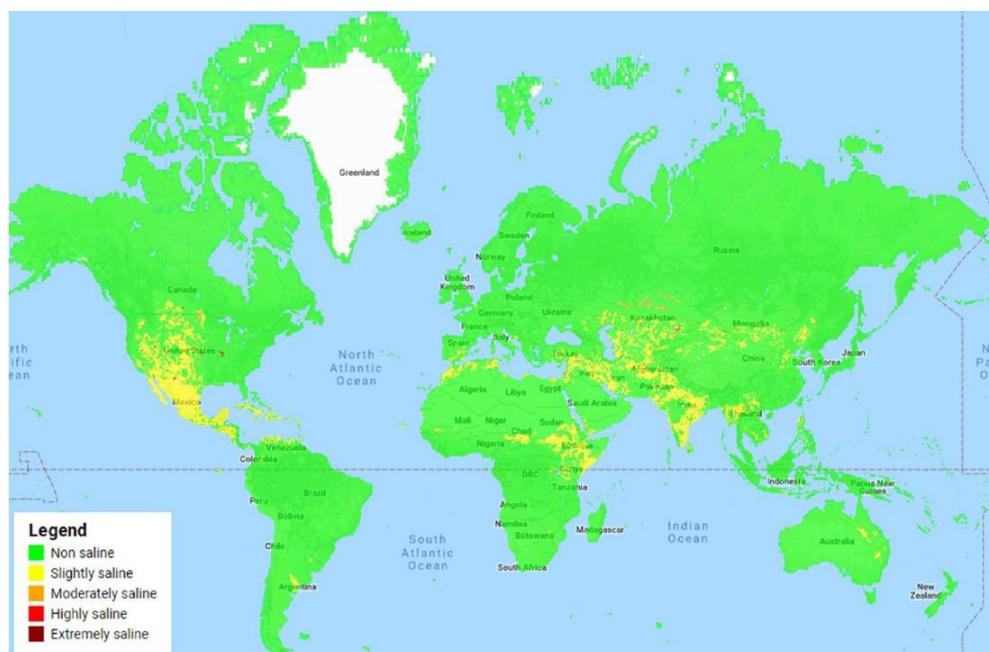 Greenland
Iceland
Finland
Sweden
Norway
Russia
United
Kingdom
Canada
Poland
Germany
Ukraine
France
Kazakhstan
Mongolia
Italy
Spain
Turkey
United States
North
Atlantic
Ocean
China
South Korea
Japan
Afghanistan
Iraq
Iran
Pakistan
Algeria
Libya
Egypt
Saudi Arabia
India
Mexico
Mali
Niger
Chad
Sudan
Thailand
Nigeria
Ethiopia
Venezuela
Colombia
DRC
Kenya
Tanzania
Indonesia
Papua New
Guinea
Peru
Brazil
Angola
Bolivia
Namibia
Botswana
Madagascar
Indian
Ocean
Australia
South
Atlantic
Ocean
Chile
South Africa
Argentina
New
Zealand
Legend
Non saline
Slightly saline
Moderately saline
Highly saline
Extremely saline